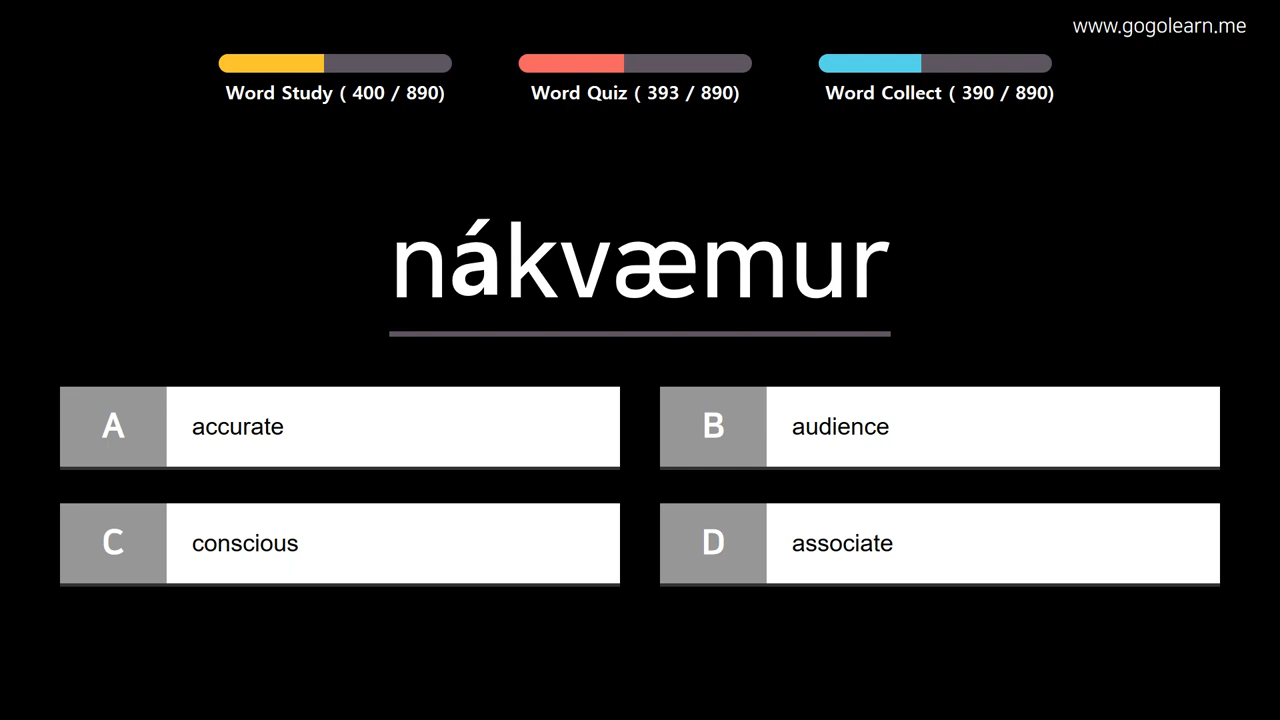 www.gogolearn.me
Word Study ( 400 / 890)
Word Quiz ( 393 / 890)
Word Collect ( 390 / 890)
nákvæmur
A accurate
B audience
C conscious
D associate